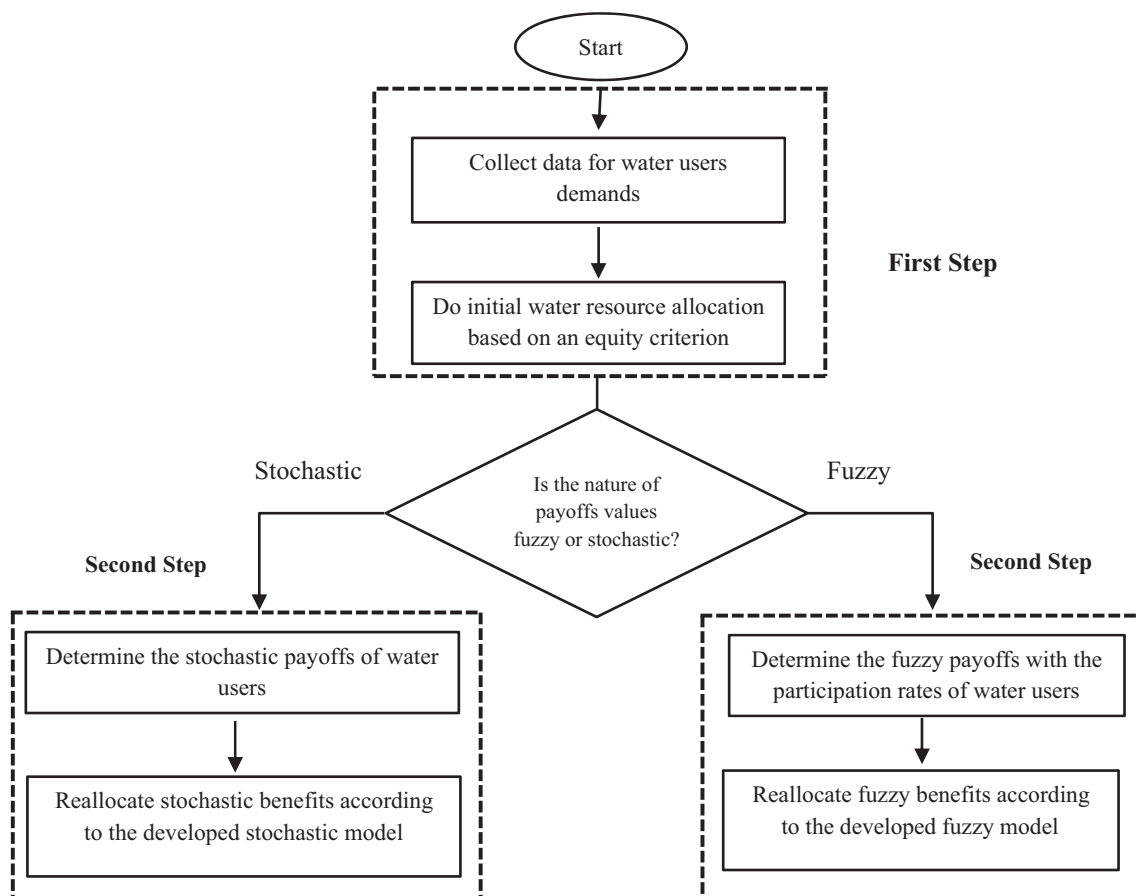 Start
Collect data for water users
demands
First Step
Do initial water resource allocation
based on an equity criterion
Stochastic
Fuzzy
Is the nature of
payoffs values
fuzzy or stochastic?
Second Step
Second Step
Determine the stochastic payoffs of water
users
Determine the fuzzy payoffs with the
participation rates of water users
Reallocate stochastic benefits according
to the developed stochastic model
Reallocate fuzzy benefits according
to the developed fuzzy model